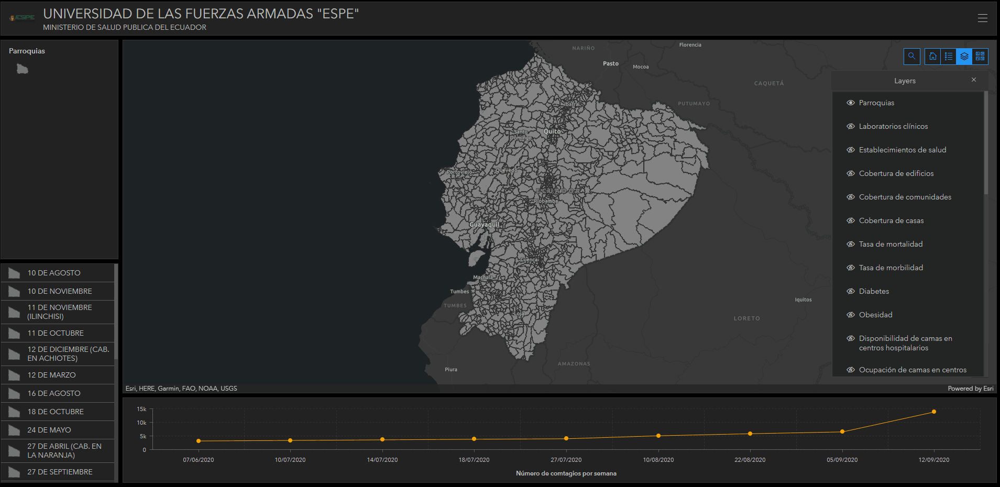 ESPE
UNIVERSIDAD DE LAS FUERZAS ARMADAS "ESPE"
MINISTERIO DE SALUD PUBLICA DEL ECUADOR
Parroquias
10 DE AGOSTO
10 DE NOVIEMBRE
11 DE NOVIEMBRE
(ILINCHISI)
11 DE OCTUBRE
12 DE DICIEMBRE (CAB.
EN ACHIOTES)
12 DE MARZO
16 DE AGOSTO
18 DE OCTUBRE
24 DE MAYO
27 DE ABRIL (CAB. EN
LA NARANJA)
27 DE SEPTIEMBRE
Florencia
NARIÑO
Pasto
Mocoa
CAQUETÁ
PUTUMAYO
Ibarra
Quito
Santo
Domingo
Portoviejo
Quevedo
ECUADOR
Riobamba
Guayaquil
Cuenca
Machala
Tumbes
TUMBES
Loja
Iquitos
LORETO
AMAZONAS
Piura
Esri, HERE, Garmin, FAO, NOAA, USGS
Powered by Esri
Layers
Parroquias
Laboratorios clínicos
Establecimientos de salud
Cobertura de edificios
Cobertura de comunidades
Cobertura de casas
Tasa de mortalidad
Tasa de morbilidad
Diabetes
Obesidad
Disponibilidad de camas en
centros hospitalarios
Ocupación de camas en centros
15k
10k
5k
0
07/06/2020 10/07/2020 14/07/2020 18/07/2020 27/07/2020 10/08/2020 22/08/2020 05/09/2020 12/09/2020
Número de comtagios por semana